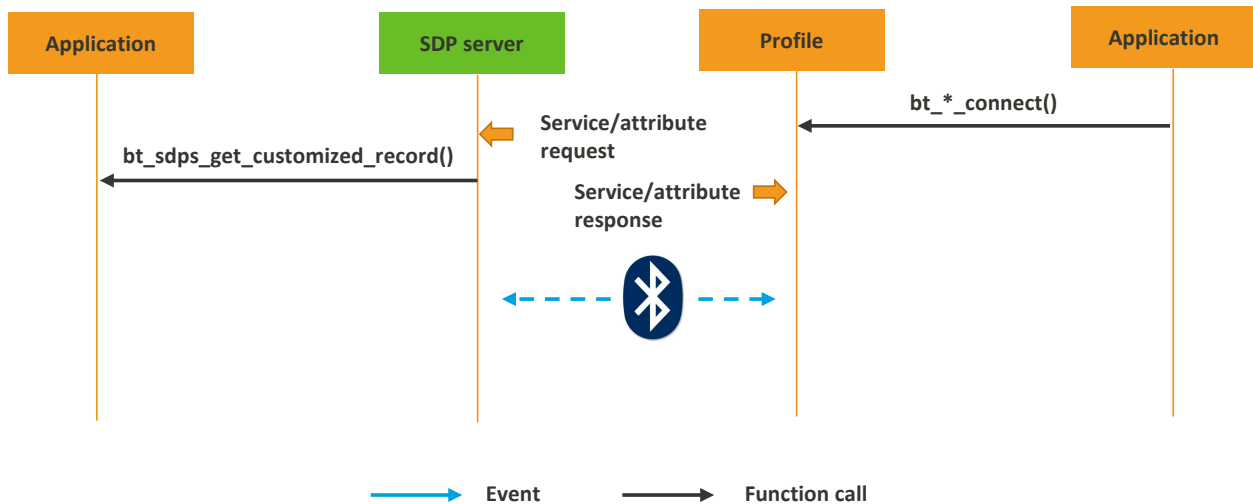 Application
SDP server
Profile
Application
bt_*_connect()
Service/attribute
request
bt_sdps_get_customized_record()
Service/attribute
response
Event
Function call